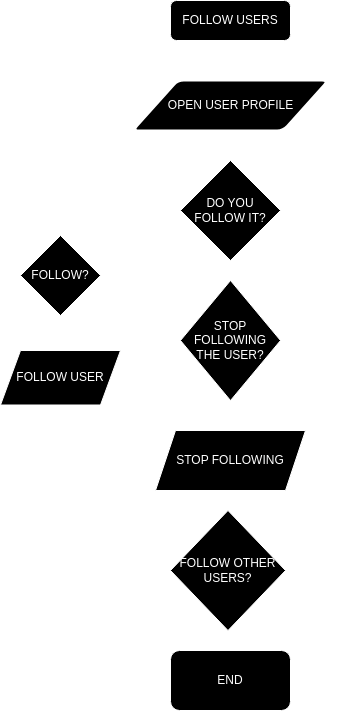 FOLLOW USERS
OPEN USER PROFILE
DO YOU
FOLLOW IT?
FOLLOW?
STOP
FOLLOWING
THE USER?
FOLLOW USER
STOP FOLLOWING
FOLLOW OTHER
USERS?
END